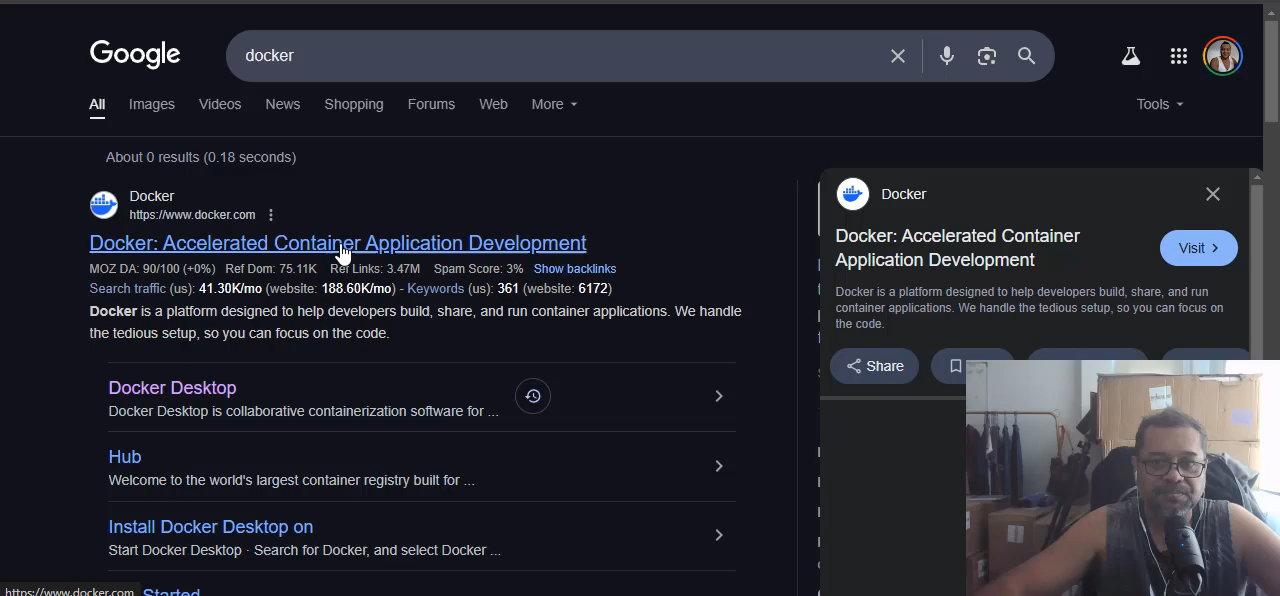 Google
docker
All Images Videos News Shopping Forums Web More Tools
About 0 results (0.18 seconds)
Docker
https://www.docker.com
Docker: Accelerated Container Application Development
MOZ DA: 90/100 (+0%) Ref Dom: 75.11K Ref Links: 3.47M Spam Score: 3% Show backlinks
Search traffic (us): 41.30K/mo (website: 188.60K/mo) - Keywords (us): 361 (website: 6172)
Docker is a platform designed to help developers build, share, and run container applications. We handle
the tedious setup, so you can focus on the code.
Docker Desktop
Docker Desktop is collaborative containerization software for ...
Hub
Welcome to the world's largest container registry built for ...
Install Docker Desktop on
Start Docker Desktop · Search for Docker, and select Docker ...
Started
https://www.docker.com
Docker
Docker: Accelerated Container
Application Development
Visit
Docker is a platform designed to help developers build, share, and run
container applications. We handle the tedious setup, so you can focus on
the code.
Share